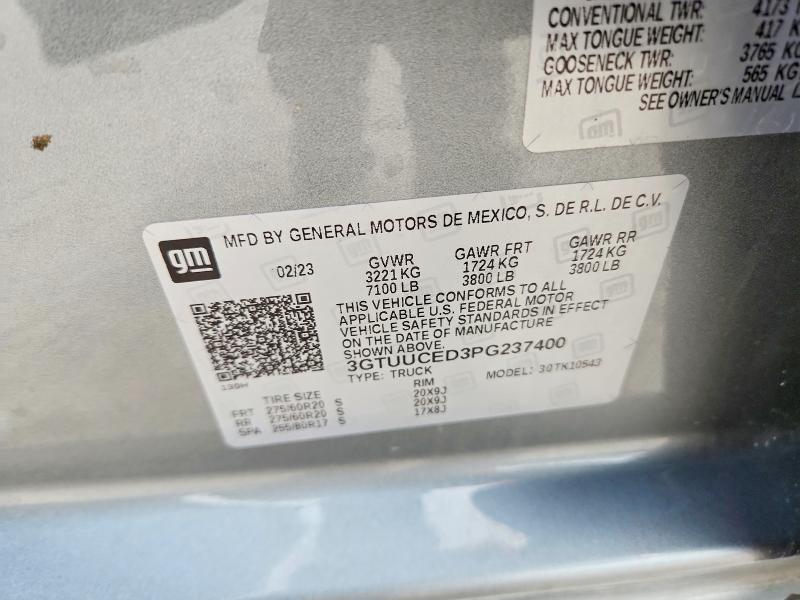 CONVENTIONAL TWR: 4173
MAX TONGUE WEIGHT: 417 K
GOOSENECK TWR: 3765 KG
MAX TONGUE WEIGHT: 565 KG
SEE OWNER'S MANUAL
gm
gm
MFD BY GENERAL MOTORS DE MEXICO, S. DE R.L. DE C.V.
02/23 GVWR GAWR FRT GAWR RR
3221 KG 1724 KG 1724 KG
7100 LB 3800 LB 3800 LB
THIS VEHICLE CONFORMS TO ALL
APPLICABLE U.S. FEDERAL MOTOR
VEHICLE SAFETY STANDARDS IN EFFECT
ON THE DATE OF MANUFACTURE
SHOWN ABOVE.
3GTUUCED3PG237400
TYPE: TRUCK MODEL: 3GTK10543
TIRE SIZE RIM
FRT 275/60R20 S 20X9J
RR 275/60R20 S 20X9J
SPA 255/80R17 S 17X8J